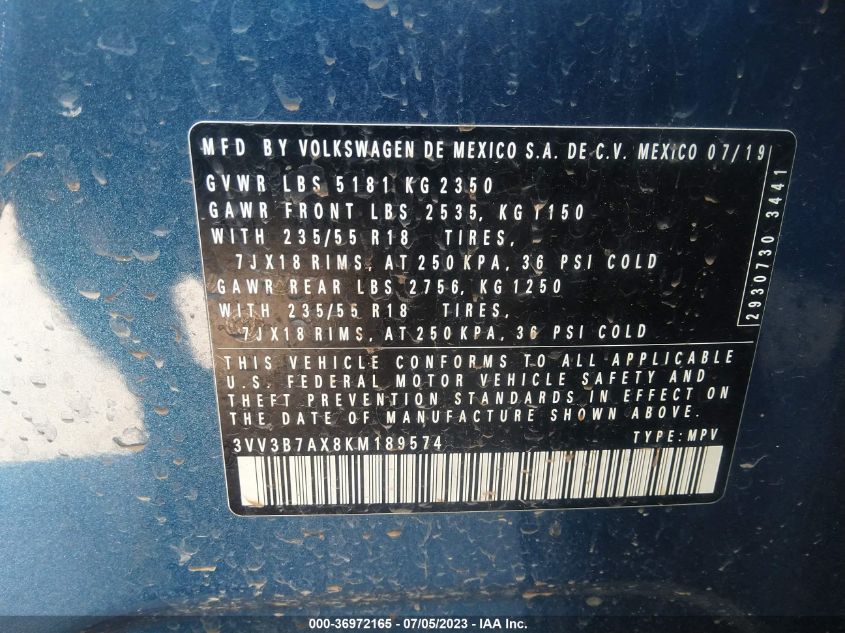 MFD BY VOLKSWAGEN DE MEXICO S.A. DE C.V. MEXICO 07/19
GVWR LBS 5181 KG 2350
GAWR FRONT LBS 2535, KG 1150
WITH 235/55 R18 TIRES,
7JX18 RIMS, AT 250 KPA, 36 PSI COLD
GAWR REAR LBS 2756, KG 1250
WITH 235/55 R18 TIRES,
7JX18 RIMS, AT 250 KPA, 36 PSI COLD
2930730 3441
THIS VEHICLE CONFORMS TO ALL APPLICABLE
U.S. FEDERAL MOTOR VEHICLE SAFETY AND
THEFT PREVENTION STANDARDS IN EFFECT ON
THE DATE OF MANUFACTURE SHOWN ABOVE.
3VV3B7AX8KM189574 TYPE: MPV
000-36972165 - 07/05/2023 - IAA Inc.